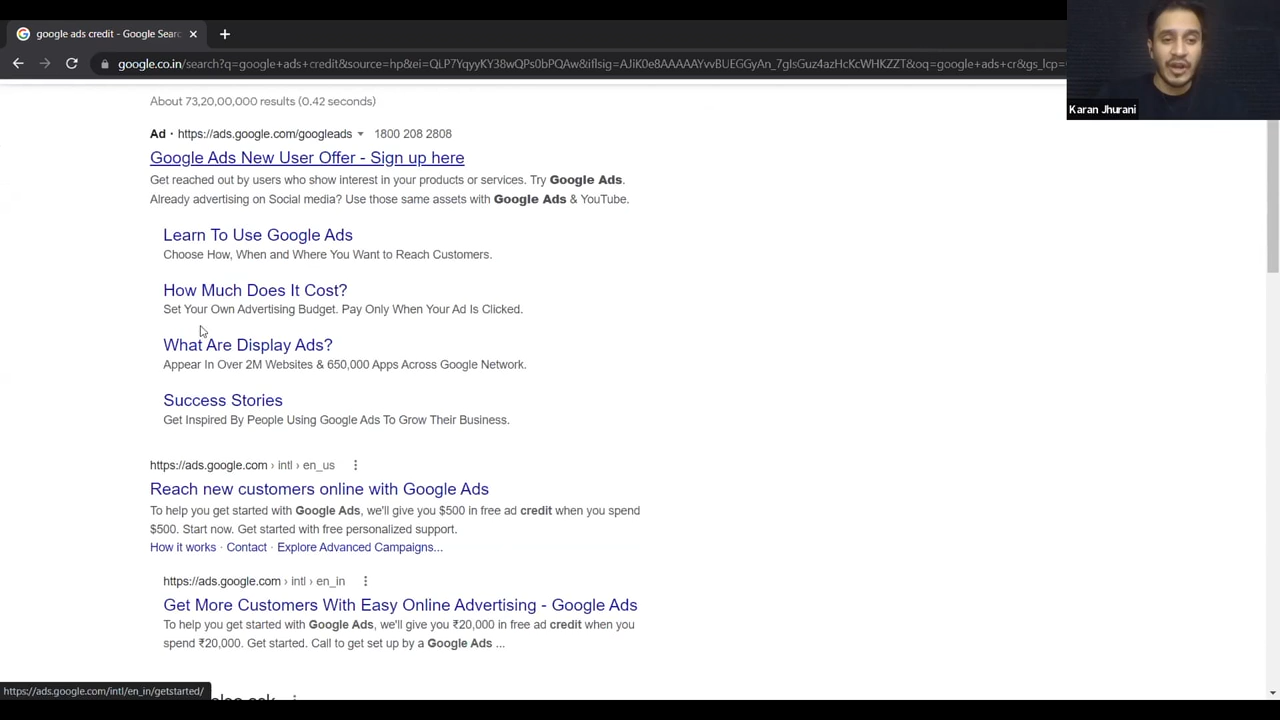 google ads credit - Google Searc
google.co.in/search?q=google+ads+credit&source=hp&ei=QLP7YqyyKY38wQPs0bPQAw&iflsig=AJiK0e8AAAAAYvvBUEGGyAn_7glsGuz4azHcKcWHKZZT&oq=google+ads+cr&gs_lcp=
Karan Jhurani
About 73,20,00,000 results (0.42 seconds)
Ad · https://ads.google.com/googleads 1800 208 2808
Google Ads New User Offer - Sign up here
Get reached out by users who show interest in your products or services. Try Google Ads.
Already advertising on Social media? Use those same assets with Google Ads & YouTube.
Learn To Use Google Ads
Choose How, When and Where You Want to Reach Customers.
How Much Does It Cost?
Set Your Own Advertising Budget. Pay Only When Your Ad Is Clicked.
What Are Display Ads?
Appear In Over 2M Websites & 650,000 Apps Across Google Network.
Success Stories
Get Inspired By People Using Google Ads To Grow Their Business.
https://ads.google.com › intl › en_us
Reach new customers online with Google Ads
To help you get started with Google Ads, we'll give you $500 in free ad credit when you spend
$500. Start now. Get started with free personalized support.
How it works · Contact · Explore Advanced Campaigns...
https://ads.google.com › intl › en_in
Get More Customers With Easy Online Advertising - Google Ads
To help you get started with Google Ads, we'll give you ₹20,000 in free ad credit when you
spend ₹20,000. Get started. Call to get set up by a Google Ads ...
https://ads.google.com/intl/en_in/getstarted/
also ask